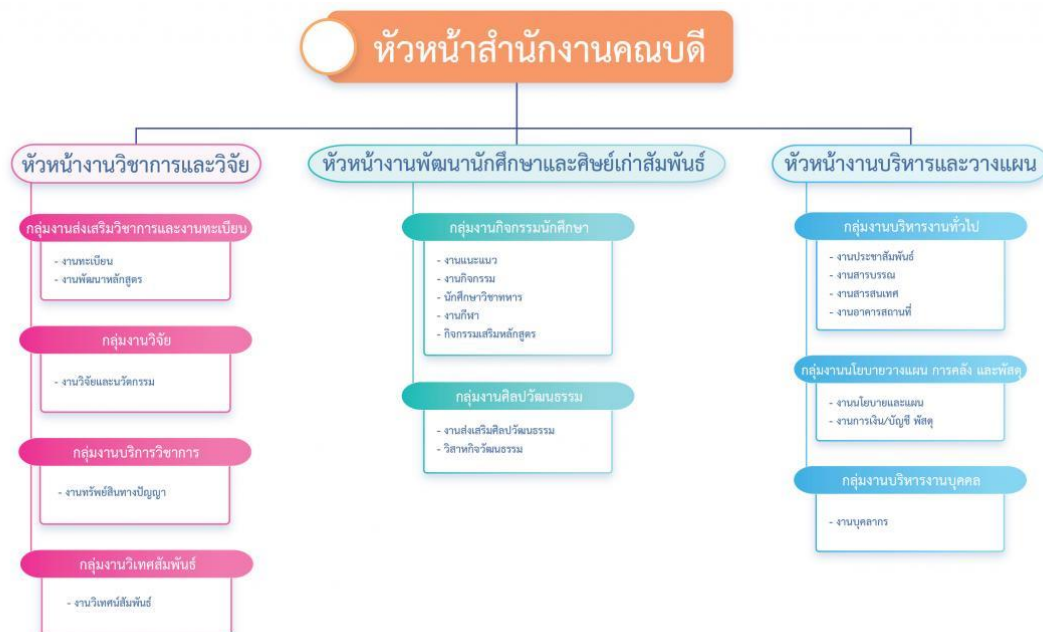 หัวหน้าสำนักงานคณบดี
หัวหน้างานวิชาการและวิจัย
กลุ่มงานส่งเสริมวิชาการและงานทะเบียน
- งานทะเบียน
- งานพัฒนาหลักสูตร
กลุ่มงานวิจัย
- งานวิจัยและนวัตกรรม
กลุ่มงานบริการวิชาการ
- งานทรัพย์สินทางปัญญา
กลุ่มงานวิเทศสัมพันธ์
- งานวิเทศน์สัมพันธ์
หัวหน้างานพัฒนานักศึกษาและศิษย์เก่าสัมพันธ์
กลุ่มงานกิจกรรมนักศึกษา
- งานแนะแนว
- งานกิจกรรม
- นักศึกษาวิชาทหาร
- งานกีฬา
- กิจกรรมเสริมหลักสูตร
กลุ่มงานศิลปวัฒนธรรม
- งานส่งเสริมศิลปวัฒนธรรม
- วิสาหกิจวัฒนธรรม
หัวหน้างานบริหารและวางแผน
กลุ่มงานบริหารงานทั่วไป
- งานประชาสัมพันธ์
- งานสารบรรณ
- งานสารสนเทศ
- งานอาคารสถานที่
กลุ่มงานนโยบายวางแผน การคลัง และพัสดุ
- งานนโยบายและแผน
- งานการเงิน/บัญชี พัสดุ
กลุ่มงานบริหารงานบุคคล
- งานบุคลากร